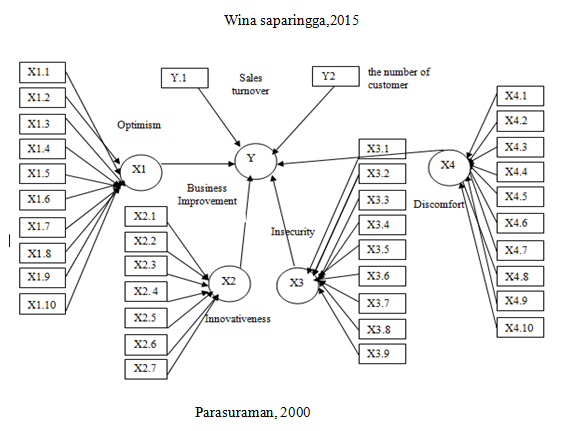 Wina saparingga,2015
X1.1
X1.2
X1.3
X1.4
X1.5
X1.6
X1.7
X1.8
X1.9
X1.10
Optimism
X1
Y.1
Sales
turnover
Y2
the number of
customer
Y
Business
Improvement
X2.1
X2.2
X2.3
X2.4
X2.5
X2.6
X2.7
X2
Innovativeness
Insecurity
X3
X3.1
X3.2
X3.3
X3.4
X3.5
X3.6
X3.7
X3.8
X3.9
X4
Discomfort
X4.1
X4.2
X4.3
X4.4
X4.5
X4.6
X4.7
X4.8
X4.9
X4.10
Parasuraman, 2000